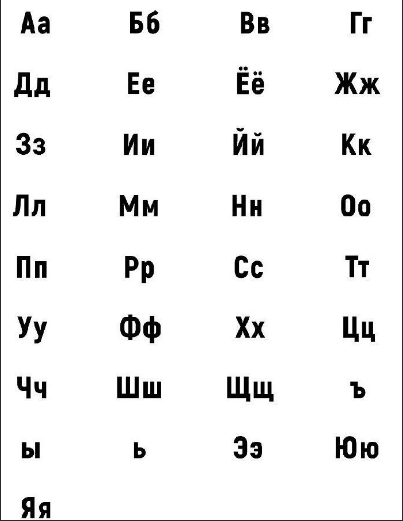 Аа Бб Вв Гг
Дд Ее Ёё Жж
Зз Ии Йй Кк
Лл Мм Нн Оо
Пп Рр Сс Тт
Уу Фф Хх Цц
Чч Шш Щщ ъ
ы ь Ээ Юю
Яя